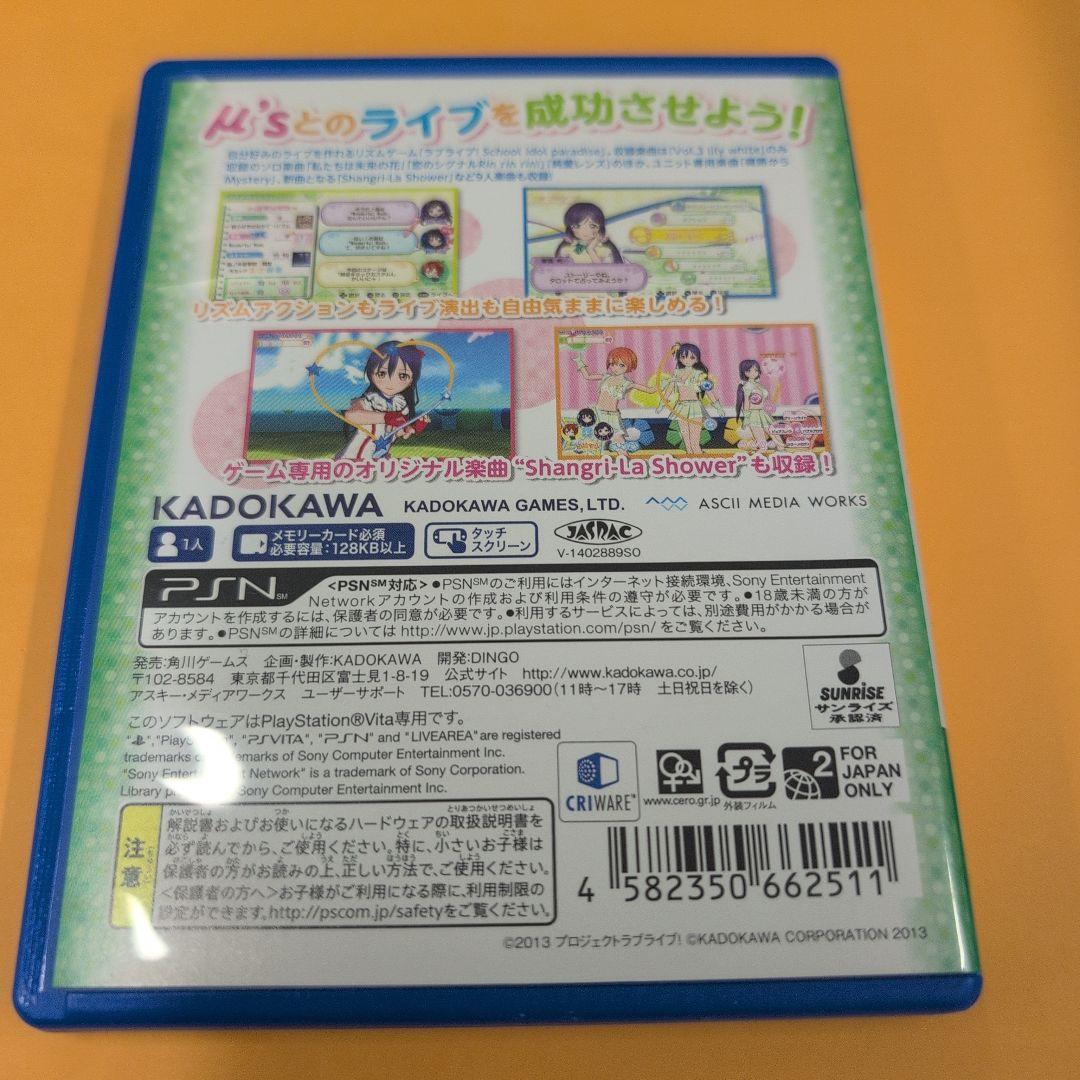 μ'sとのライブを成功させよう!
自分好みのライブを作れるリズムゲーム「ラブライブ! School idol paradise」。収録楽曲は「Vol.3 lily white」のみ
収録のソロ楽曲「私たちは未来の花」「恋のシグナルRin rin rin!」「純愛レンズ」のほか、ユニット専用楽曲「微熱から
Mystery」、新曲となる「Shangri-La Shower」など9人楽曲も収録!
ストーリーやね。
タロットで占ってみようか?
リズムアクションもライブ演出も自由気ままに楽しめる!
ゲーム専用のオリジナル楽曲“Shangri-La Shower”も収録!
KADOKAWA KADOKAWA GAMES, LTD. ASCII MEDIA WORKS
1人
メモリーカード必須
必要容量:128KB以上
タッチ
スクリーン
JASRAC
V-1402889SO
PSN SM
<PSN℠対応>●PSN℠のご利用にはインターネット接続環境、Sony Entertainment
Networkアカウントの作成および利用条件の遵守が必要です。●18歳未満の方が
アカウントを作成するには、保護者の同意が必要です。●利用するサービスによっては、別途費用がかかる場合が
あります。●PSN℠の詳細については http://www.jp.playstation.com/psn/ をご覧ください。
発売:角川ゲームス 企画・製作:KADOKAWA 開発:DINGO
〒102-8584 東京都千代田区富士見1-8-19 公式サイト http://www.kadokawa.co.jp/
アスキー・メディアワークス ユーザーサポート TEL:0570-036900(11時〜17時 土日祝日を除く)
SUNRISE
サンライズ
承認済
このソフトウェアはPlayStation®Vita専用です。
", "PSVITA", "PSN" and "LIVEAREA" are registered
trademarks of Sony Computer Entertainment Inc.
"Sony Network" is a trademark of Sony Corporation.
Library Sony Computer Entertainment Inc.
CRIWARE™
www.cero.gr.jp
プラ
外装フィルム
2
FOR
JAPAN
ONLY
注意
解説書およびお使いになるハードウェアの取扱説明書を
必ず読んでから、ご使用ください。特に、小さいお子様は
保護者の方がお読みの上、正しい方法で、ご使用ください。
<保護者の方へ>お子様がご利用になる際に、利用制限の
設定ができます。http://pscom.jp/safetyをご覧ください。
4 582350 662511
©2013 プロジェクトラブライブ! ©KADOKAWA CORPORATION 2013